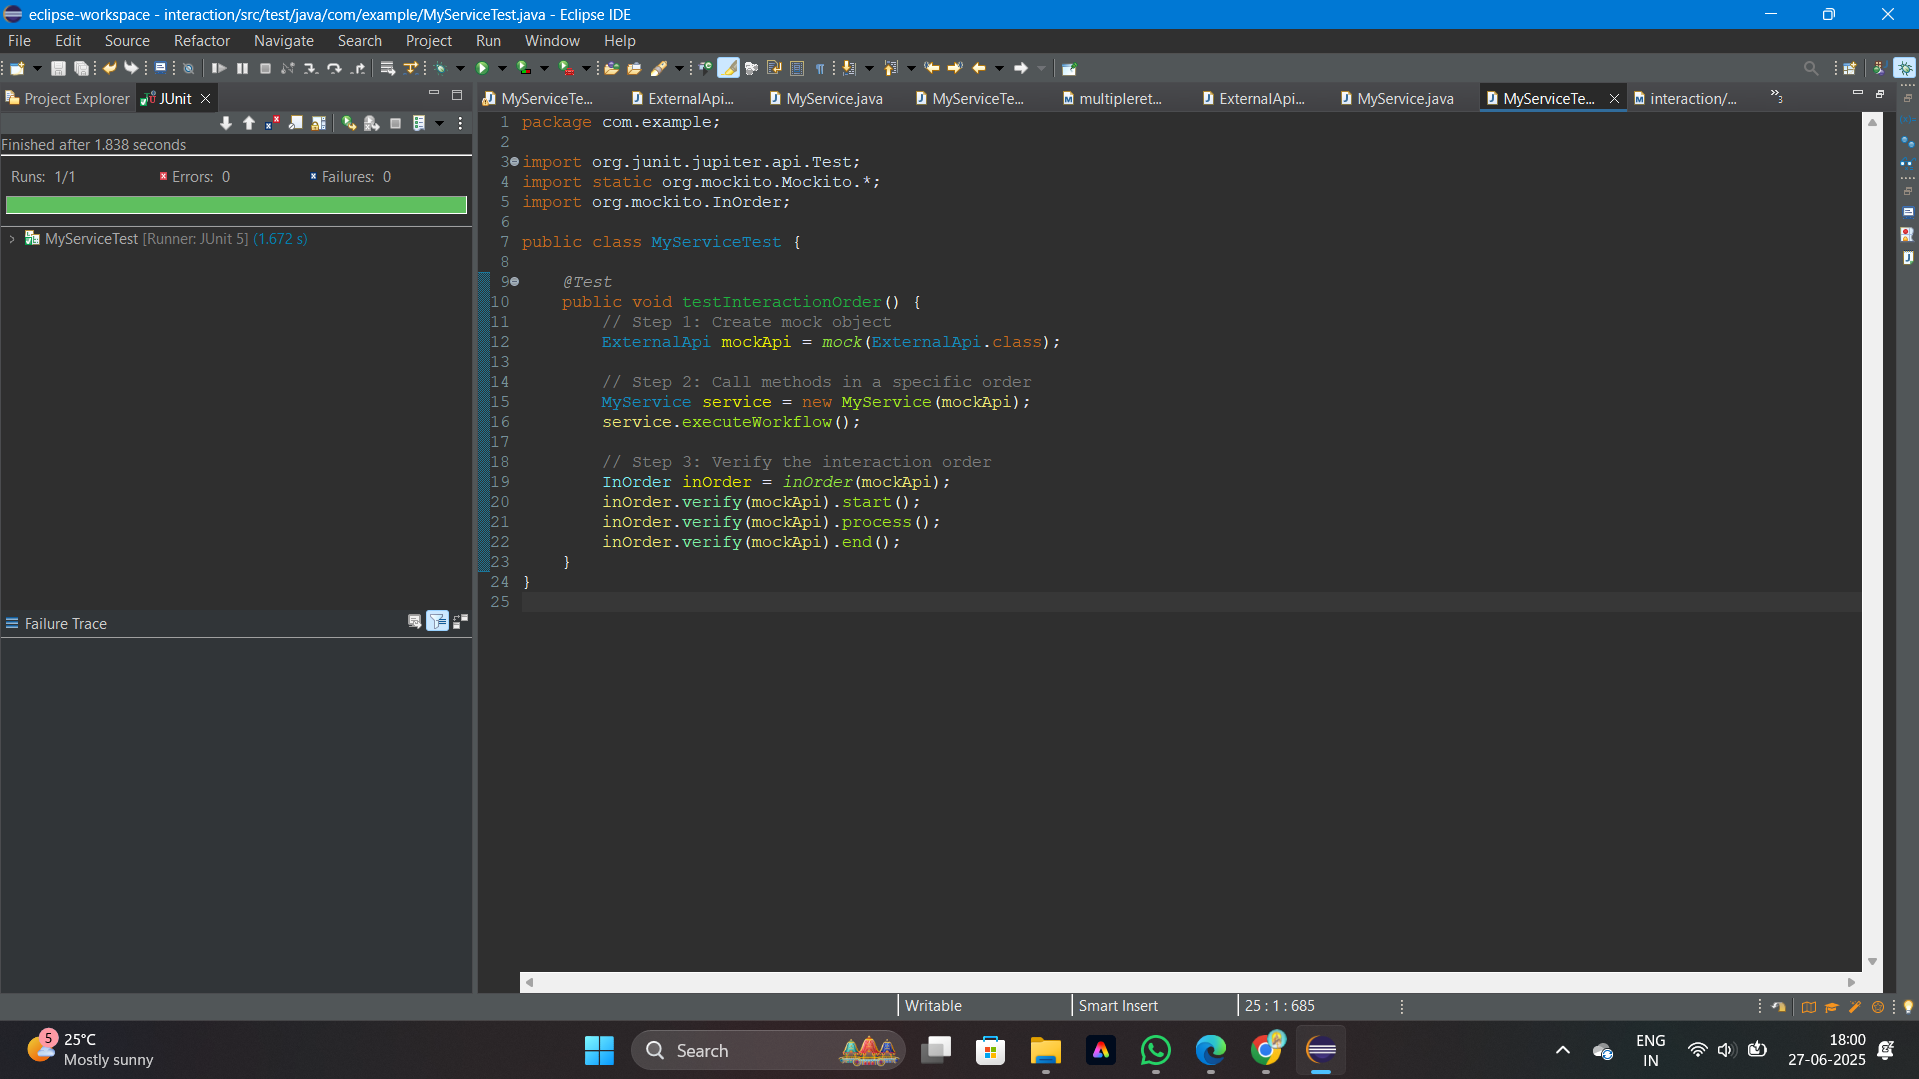 eclipse-workspace - interaction/src/test/java/com/example/MyServiceTest.java - Eclipse IDE
File Edit Source Refactor Navigate Search Project Run Window Help
Project Explorer JUnit
MyServiceTe... ExternalApi... MyService.java MyServiceTe... multipleret... ExternalApi... MyService.java MyServiceTe... interaction/... »3
Finished after 1.838 seconds
Runs: 1/1 Errors: 0 Failures: 0
MyServiceTest [Runner: JUnit 5] (1.672 s)
Failure Trace
1 package com.example;
2
3 import org.junit.jupiter.api.Test;
4 import static org.mockito.Mockito.*;
5 import org.mockito.InOrder;
6
7 public class MyServiceTest {
8
9 @Test
10 public void testInteractionOrder() {
11 // Step 1: Create mock object
12 ExternalApi mockApi = mock(ExternalApi.class);
13
14 // Step 2: Call methods in a specific order
15 MyService service = new MyService(mockApi);
16 service.executeWorkflow();
17
18 // Step 3: Verify the interaction order
19 InOrder inOrder = inOrder(mockApi);
20 inOrder.verify(mockApi).start();
21 inOrder.verify(mockApi).process();
22 inOrder.verify(mockApi).end();
23 }
24 }
25
Writable Smart Insert 25 : 1 : 685
5 25°C
Mostly sunny
Search
ENG
IN
18:00
27-06-2025